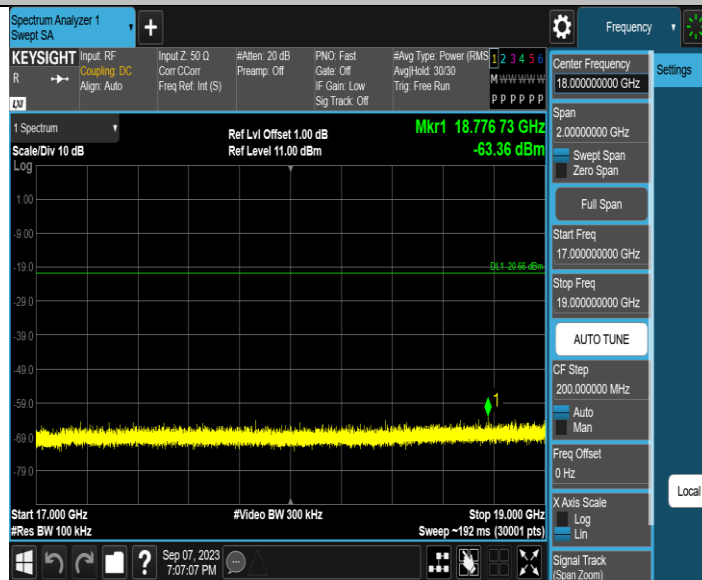 Spectrum Analyzer 1
Swept SA
+
Frequency
KEYSIGHT
R
LXI
Input: RF
Coupling: DC
Align: Auto
Input Z: 50 Ω
Corr CCorr
Freq Ref: Int (S)
#Atten: 20 dB
Preamp: Off
PNO: Fast
Gate: Off
IF Gain: Low
Sig Track: Off
#Avg Type: Power (RMS
Avg|Hold: 30/30
Trig: Free Run
1 2 3 4 5 6
M W W W W W
P P P P P P
1 Spectrum
Scale/Div 10 dB
Log
Ref Lvl Offset 1.00 dB
Ref Level 11.00 dBm
Mkr1 18.776 73 GHz
-63.36 dBm
1.00
-9.00
-19.0
-29.0
-39.0
-49.0
-59.0
-69.0
-79.0
DL1 -20.66 dBm
1
Start 17.000 GHz
#Res BW 100 kHz
#Video BW 300 kHz
Stop 19.000 GHz
Sweep ~192 ms (30001 pts)
?
Sep 07, 2023
7:07:07 PM
Center Frequency
18.00000000 GHz
Span
2.00000000 GHz
Swept Span
Zero Span
Full Span
Start Freq
17.000000000 GHz
Stop Freq
19.000000000 GHz
AUTO TUNE
CF Step
200.000000 MHz
Auto
Man
Freq Offset
0 Hz
X Axis Scale
Log
Lin
Signal Track
(Span Zoom)
Settings
Local